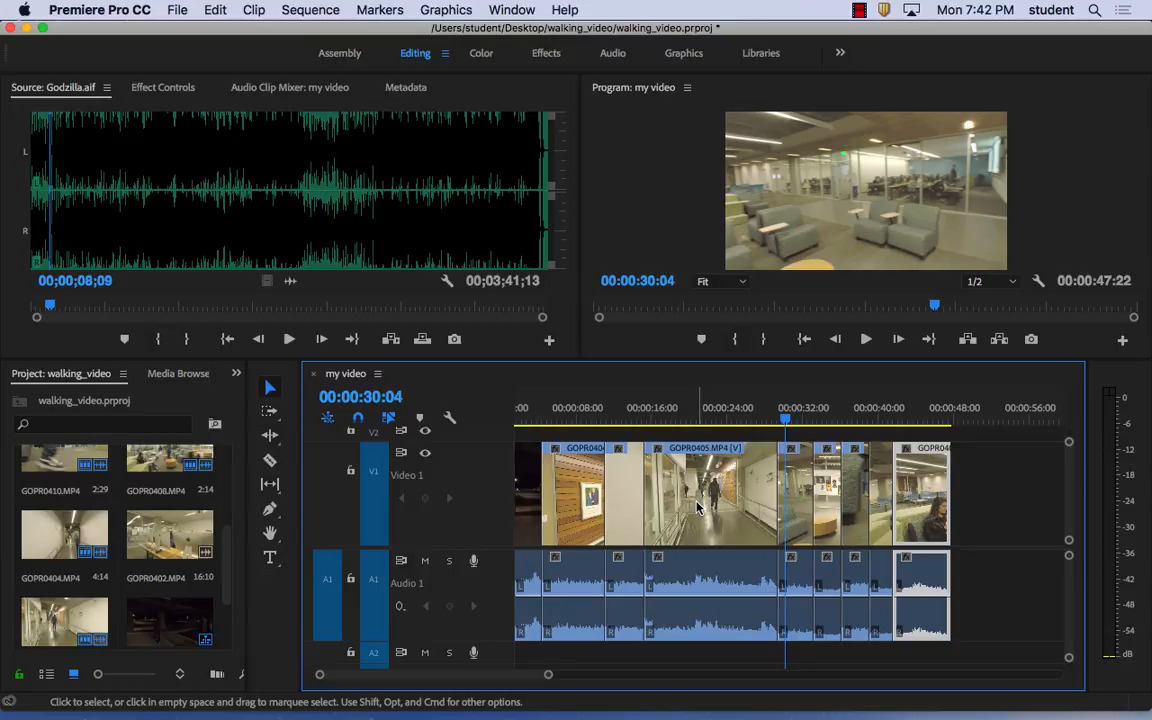 Premiere Pro CC File Edit Clip Sequence Markers Graphics Window Help Mon 7:42 PM student
/Users/student/Desktop/walking_video/walking_video.prproj *
Assembly Editing Color Effects Audio Graphics Libraries
Source: Godzilla.aif Effect Controls Audio Clip Mixer: my video Metadata
Program: my video
L
R
00;00;08;09 00;03;41;13
00:00:30:04 Fit 1/2 00:00:47:22
Project: walking_video Media Browse
walking_video.prproj
GOPR0410.MP4 2:29 GOPR0408.MP4 2:14
GOPR0404.MP4 4:14 GOPR0402.MP4 16:10
my video
00:00:30:04
:00 00:00:08:00 00:00:16:00 00:00:24:00 00:00:32:00 00:00:40:00 00:00:48:00 00:00:56:00
V2
V1 Video 1
GOPR0404 GOPR0405.MP4 [V] GOPR040
A1 A1 M S
Audio 1
A2 M S
0
-6
-12
-18
-24
-30
-36
-42
-48
-54
dB
Click to select, or click in empty space and drag to marquee select. Use Shift, Opt, and Cmd for other options.